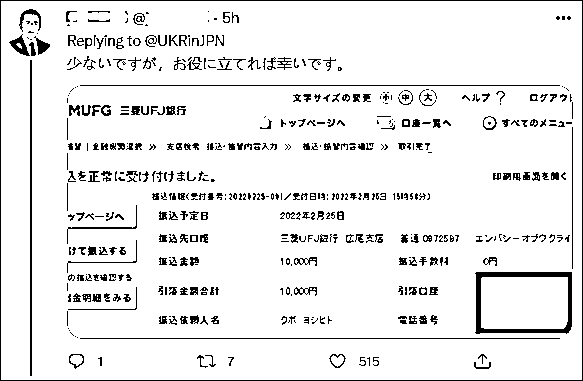 @ · 5h
Replying to @UKRinJPN
少ないですが、お役に立てれば幸いです。
文字サイズの変更 小 中 大 ヘルプ ? ログアウ
MUFG 三菱UFJ銀行
トップページへ 口座一覧へ すべてのメニュー
金融機関選択 » 支店検索 » 振込・振替内容入力 » 振込・振替内容確認 » 取引完了
込を正常に受け付けました。 印刷用画面を開く
振込情報(受付番号:20220225-091/受付日時:2022年2月25日
ップページへ 振込予定日 2022年2月25日
振込先口座 三菱UFJ銀行 広尾支店 普通 0972597 エンバシーオブウクライ
けて振込する
振込金額 10,000円 振込手数料 0円
の振込を確認する
金明細をみる 引落金額合計 10,000円 引落口座
振込依頼人名 クボ ヨシヒト 電話番号
1 7 515